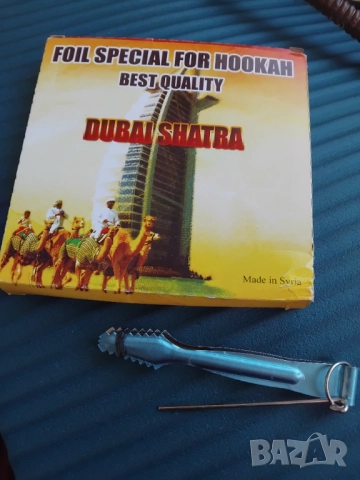 FOIL SPECIAL FOR HOOKAH
BEST QUALITY
DUBAI SHATRA
Made in Syria
BAZAR